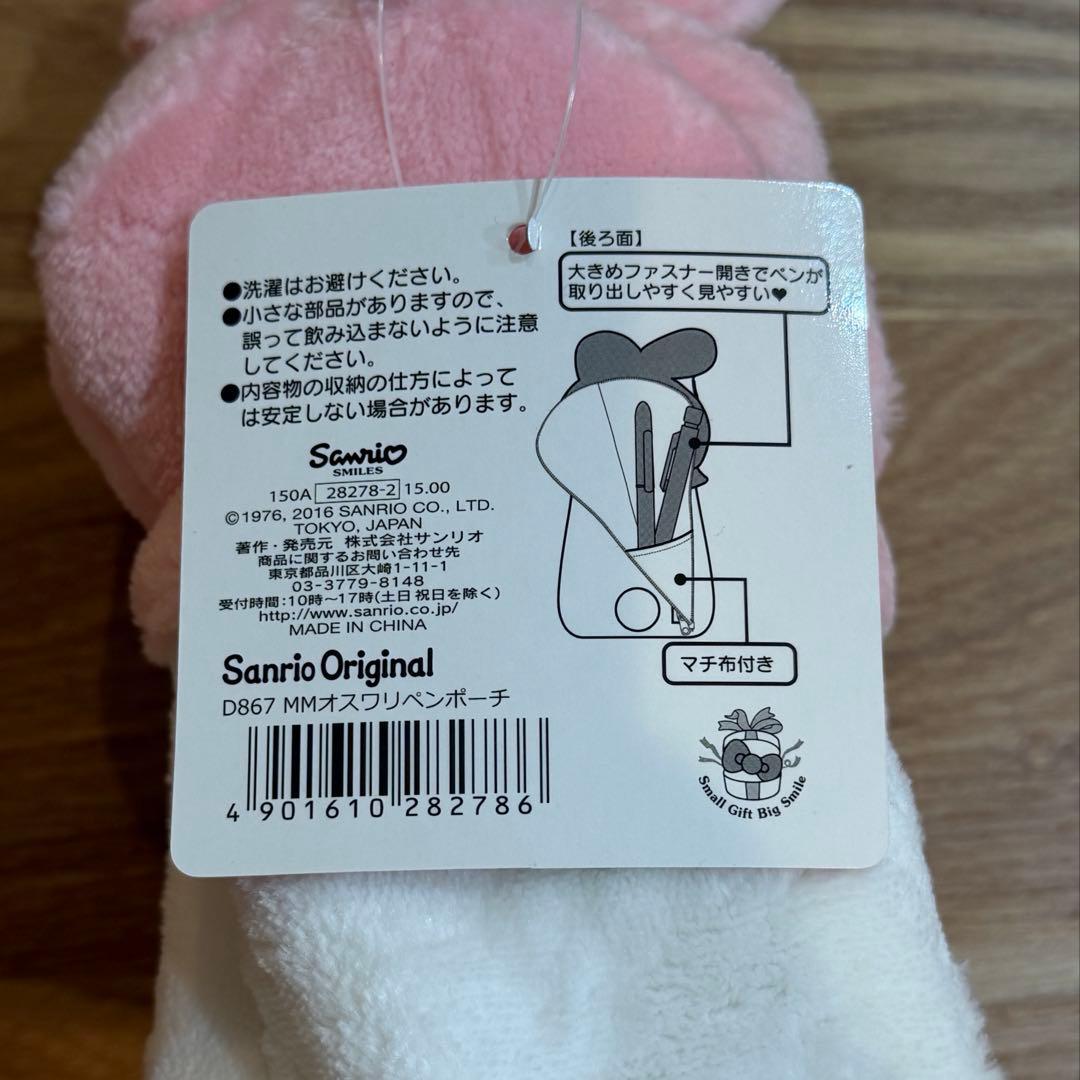 ●洗濯はお避けください。
●小さな部品がありますので、
誤って飲み込まないように注意
してください。
●内容物の収納の仕方によって
は安定しない場合があります。
Sanrio
SMILES
150A 28278-2 15.00
©1976, 2016 SANRIO CO., LTD.
TOKYO, JAPAN
著作・発売元 株式会社サンリオ
商品に関するお問い合わせ先
東京都品川区大崎1-11-1
03-3779-8148
受付時間:10時~17時(土日祝日を除く)
http://www.sanrio.co.jp/
MADE IN CHINA
Sanrio Original
D867 MMオスワリペンポーチ
4 901610 282786
【後ろ面】
大きめファスナー開きでペンが
取り出しやすく見やすい♥
マチ布付き
Small Gift Big Smile